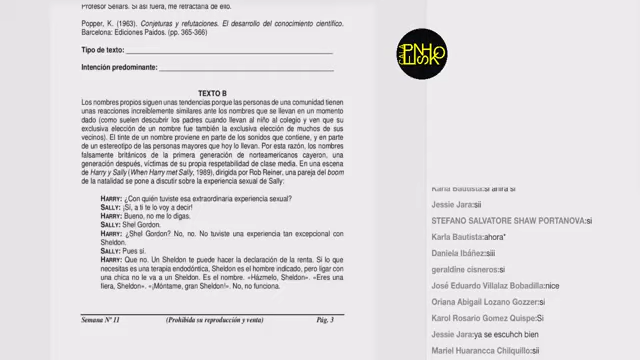 Profesor Sellars. Si así fuera, me retractaría de ello.
Popper, K. (1963). Conjeturas y refutaciones. El desarrollo del conocimiento científico.
Barcelona: Ediciones Paidos. (pp. 365-366)
Tipo de texto:
Intención predominante:
TEXTO B
Los nombres propios siguen unas tendencias porque las personas de una comunidad tienen
unas reacciones increíblemente similares ante los nombres que se llevan en un momento
dado (como suelen descubrir los padres cuando llevan al niño al colegio y ven que su
exclusiva elección de un nombre fue también la exclusiva elección de muchos de sus
vecinos). El tinte de un nombre proviene en parte de los sonidos que contiene, y en parte
de un estereotipo de las personas mayores que hoy lo llevan. Por esta razón, los nombres
falsamente británicos de la primera generación de norteamericanos cayeron, una
generación después, víctimas de su propia respetabilidad de clase media. En una escena
de Harry y Sally (When Harry met Sally, 1989), dirigida por Rob Reiner, una pareja del boom
de la natalidad se pone a discutir sobre la experiencia sexual de Sally:
HARRY: ¿Con quién tuviste esa extraordinaria experiencia sexual?
SALLY: ¡Sí, a ti te lo voy a decir!
HARRY: Bueno, no me lo digas.
SALLY: Shel Gordon.
HARRY: ¿Shel Gordon? No, no. No tuviste una experiencia tan excepcional con
Sheldon.
SALLY: Pues sí.
HARRY: Que no. Un Sheldon te puede hacer la declaración de la renta. Si lo que
necesitas es una terapia endodóntica, Sheldon es el hombre indicado, pero ligar con
una chica no le va a un Sheldon. Es el nombre. «Házmelo, Sheldon». «Eres una
fiera, Sheldon». «¡Móntame, gran Sheldon!». No, no funciona.
Semana Nº 11 (Prohibida su reproducción y venta) Pág. 3
Karla Bautista:si ahira si
Jessie Jara:sii
STEFANO SALVATORE SHAW PORTANOVA:si
Karla Bautista:ahora*
Daniela Ibáñez:siii
geraldine cisneros:si
José Eduardo Villalaz Bobadilla:nice
Oriana Abigail Lozano Gozzer:si
Karol Rosario Gomez Quispe:Si
Jessie Jara:ya se escuhch bien
Mariel Huarancca Chilquillo:sii